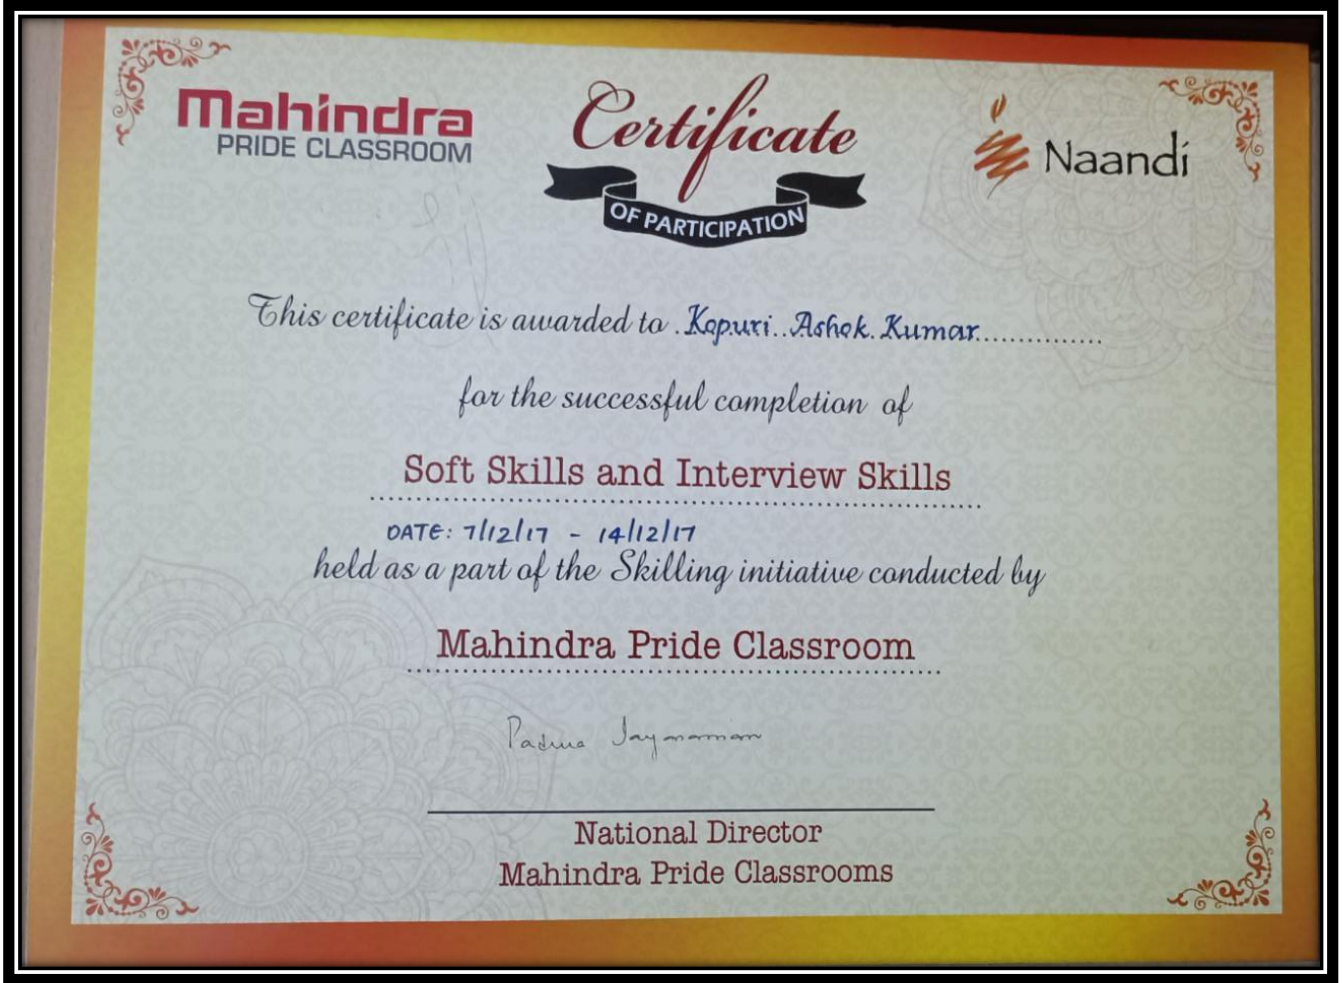 Mahindra
PRIDE CLASSROOM
Certificate
OF PARTICIPATION
Naandi
This certificate is awarded to .Kopuri..Ashok.Kumar...............
for the successful completion of
Soft Skills and Interview Skills
DATE: 7/12/17 - 14/12/17
held as a part of the Skilling initiative conducted by
Mahindra Pride Classroom
Padma Jaynaraman
National Director
Mahindra Pride Classrooms